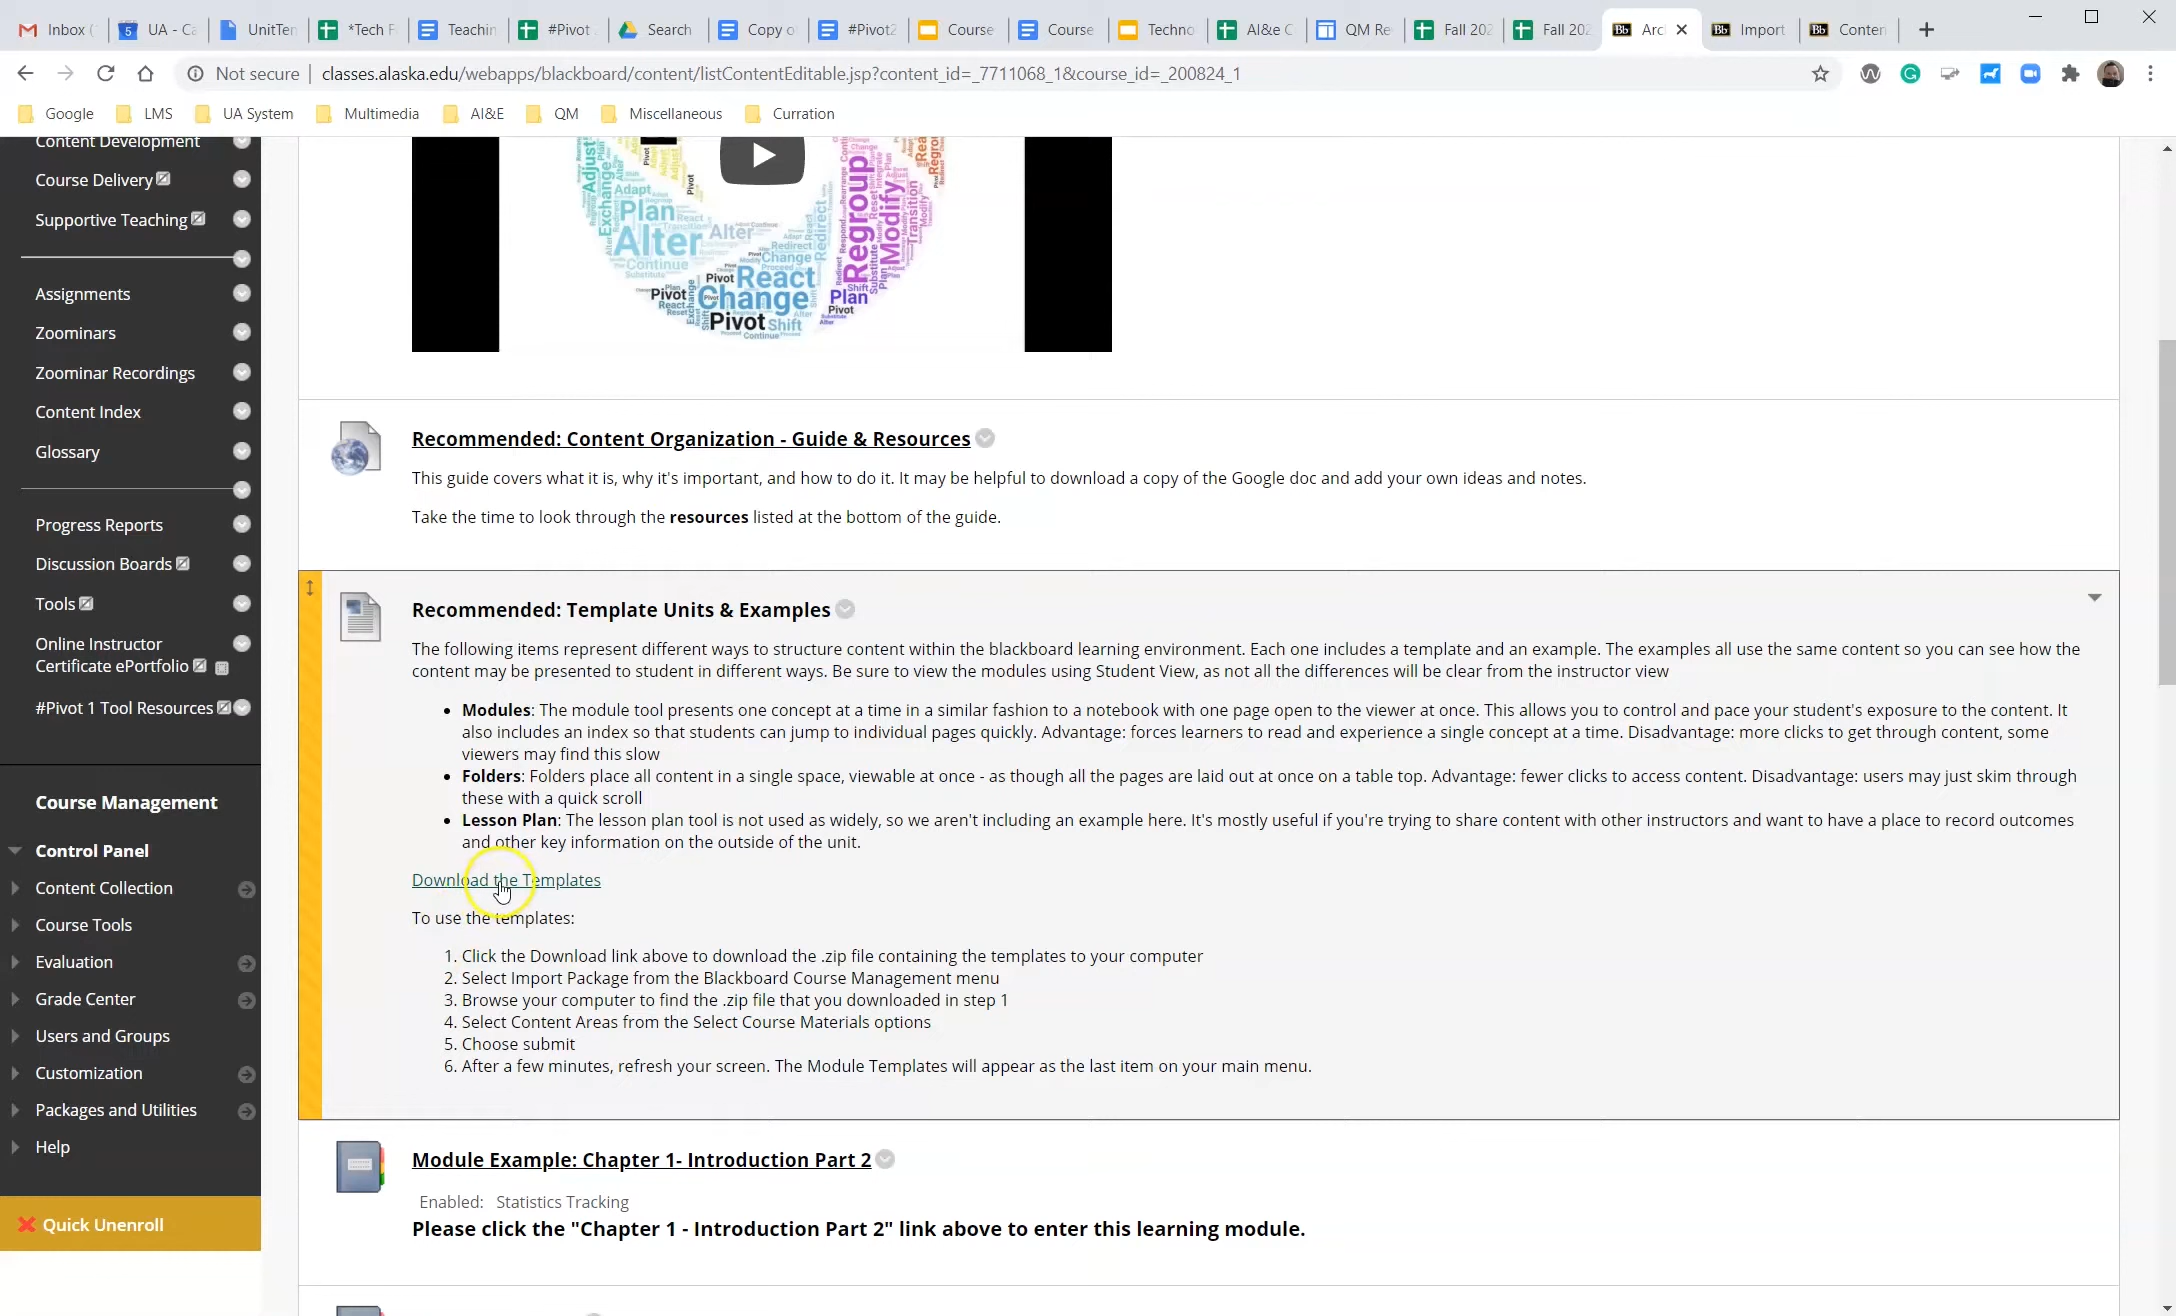 Inbox (
UA - Ca
UnitTem
*Tech F
Teachin
#Pivot
Search
Copy o
#Pivot2
Course
Course
Techno
AI&e C
QM Re
Fall 202
Fall 202
Arc
Import
Conten
Not secure
classes.alaska.edu/webapps/blackboard/content/listContentEditable.jsp?content_id=_7711068_1&course_id=_200824_1
Google
LMS
UA System
Multimedia
AI&E
QM
Miscellaneous
Curration
Content Development
Course Delivery
Supportive Teaching
Assignments
Zoominars
Zoominar Recordings
Content Index
Glossary
Progress Reports
Discussion Boards
Tools
Online Instructor
Certificate ePortfolio
#Pivot 1 Tool Resources
Course Management
Control Panel
Content Collection
Course Tools
Evaluation
Grade Center
Users and Groups
Customization
Packages and Utilities
Help
Quick Unenroll
Adjust
Exchange
Adapt
Plan
Alter
Alter
Continue
Substitute
Redirect
Change
Pivot
React
Pivot
Change
Pivot
Shift
Regroup
Modify
Transition
Plan
Pivot
Recommended: Content Organization - Guide & Resources
This guide covers what it is, why it's important, and how to do it. It may be helpful to download a copy of the Google doc and add your own ideas and notes.
Take the time to look through the resources listed at the bottom of the guide.
Recommended: Template Units & Examples
The following items represent different ways to structure content within the blackboard learning environment. Each one includes a template and an example. The examples all use the same content so you can see how the
content may be presented to student in different ways. Be sure to view the modules using Student View, as not all the differences will be clear from the instructor view
• Modules: The module tool presents one concept at a time in a similar fashion to a notebook with one page open to the viewer at once. This allows you to control and pace your student's exposure to the content. It
also includes an index so that students can jump to individual pages quickly. Advantage: forces learners to read and experience a single concept at a time. Disadvantage: more clicks to get through content, some
viewers may find this slow
• Folders: Folders place all content in a single space, viewable at once - as though all the pages are laid out at once on a table top. Advantage: fewer clicks to access content. Disadvantage: users may just skim through
these with a quick scroll
• Lesson Plan: The lesson plan tool is not used as widely, so we aren't including an example here. It's mostly useful if you're trying to share content with other instructors and want to have a place to record outcomes
and other key information on the outside of the unit.
Download the Templates
To use the templates:
1. Click the Download link above to download the .zip file containing the templates to your computer
2. Select Import Package from the Blackboard Course Management menu
3. Browse your computer to find the .zip file that you downloaded in step 1
4. Select Content Areas from the Select Course Materials options
5. Choose submit
6. After a few minutes, refresh your screen. The Module Templates will appear as the last item on your main menu.
Module Example: Chapter 1- Introduction Part 2
Enabled: Statistics Tracking
Please click the "Chapter 1 - Introduction Part 2" link above to enter this learning module.